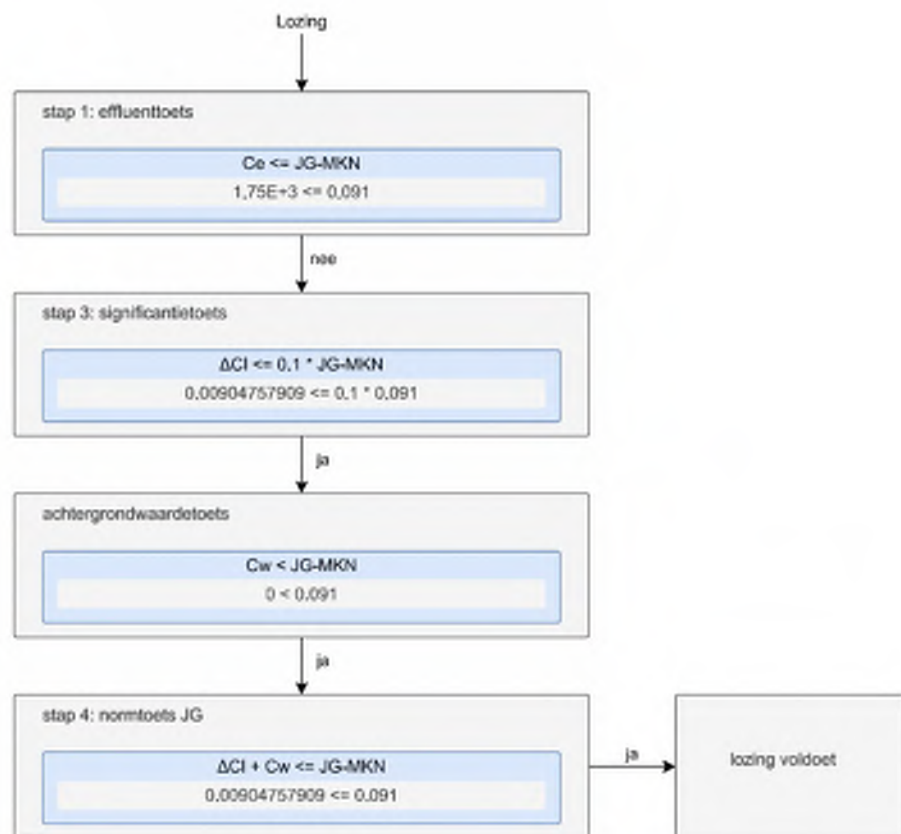 Lozing
stap 1: effluenttoets
Ce <= JG-MKN
1,75E+3 <= 0,091
nee
stap 3: significantietoets
ΔCl <= 0.1 * JG-MKN
0.00904757909 <= 0.1 * 0.091
ja
achtergrondwaardetoets
Cw < JG-MKN
0 < 0.091
ja
stap 4: normtoets JG
ΔCl + Cw <= JG-MKN
0.00904757909 <= 0.091
ja
lozing voldoet